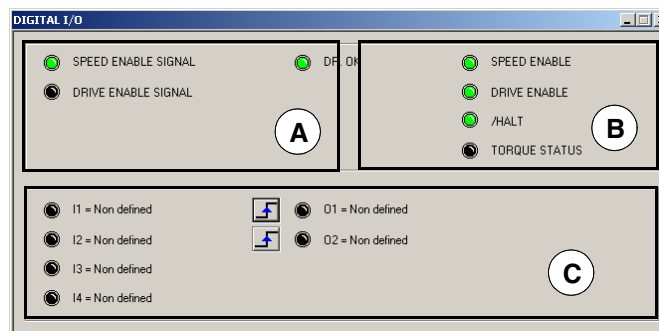 DIGITAL I/O
SPEED ENABLE SIGNAL
DR. OK
SPEED ENABLE
DRIVE ENABLE SIGNAL
DRIVE ENABLE
/HALT
TORQUE STATUS
A
B
I1 = Non defined
O1 = Non defined
I2 = Non defined
O2 = Non defined
I3 = Non defined
I4 = Non defined
C